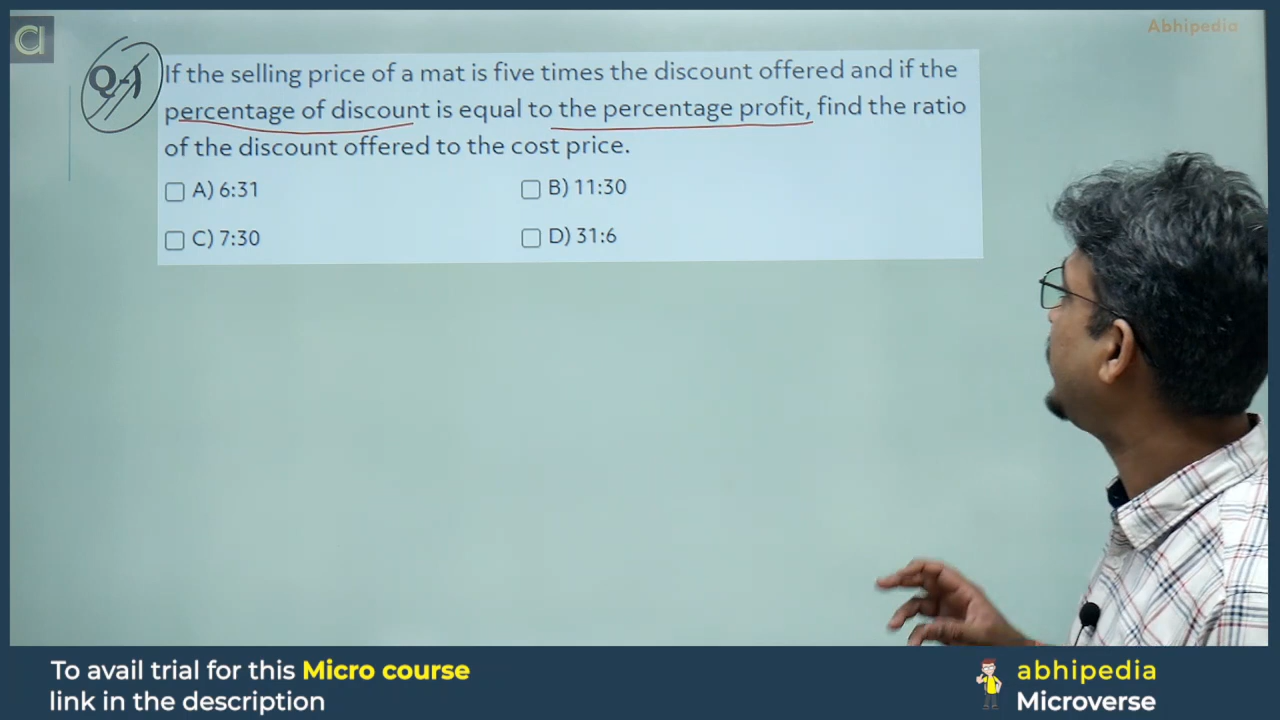 Abhipedia
Q-1
If the selling price of a mat is five times the discount offered and if the
percentage of discount is equal to the percentage profit, find the ratio
of the discount offered to the cost price.
A) 6:31
B) 11:30
C) 7:30
D) 31:6
To avail trial for this Micro course
link in the description
abhipedia
Microverse